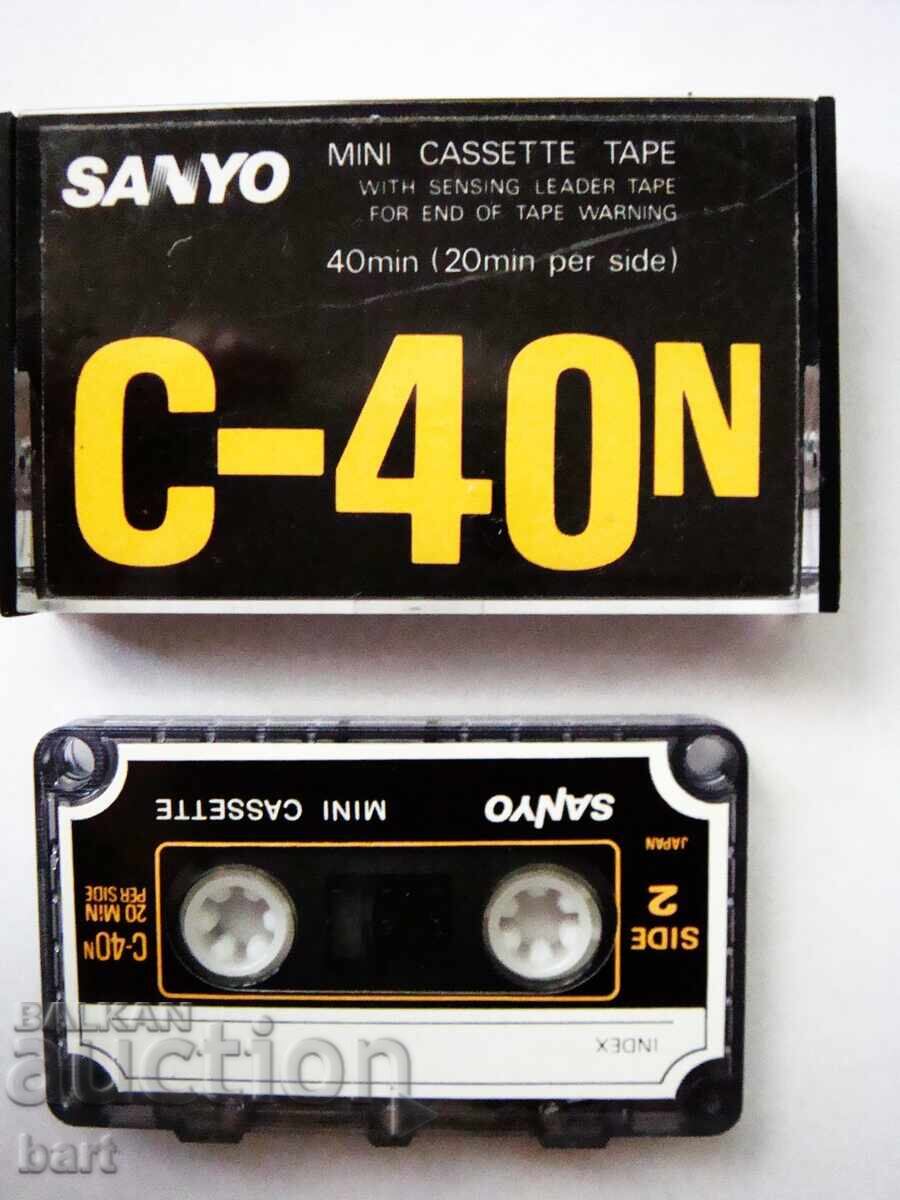 SANYO
MINI CASSETTE TAPE
WITH SENSING LEADER TAPE
FOR END OF TAPE WARNING
40min (20min per side)
C-40N
INDEX
SIDE
2
JAPAN
C-40N
20 MIN
PER SIDE
SANYO
MINI CASSETTE
BALKAN
auction
bart